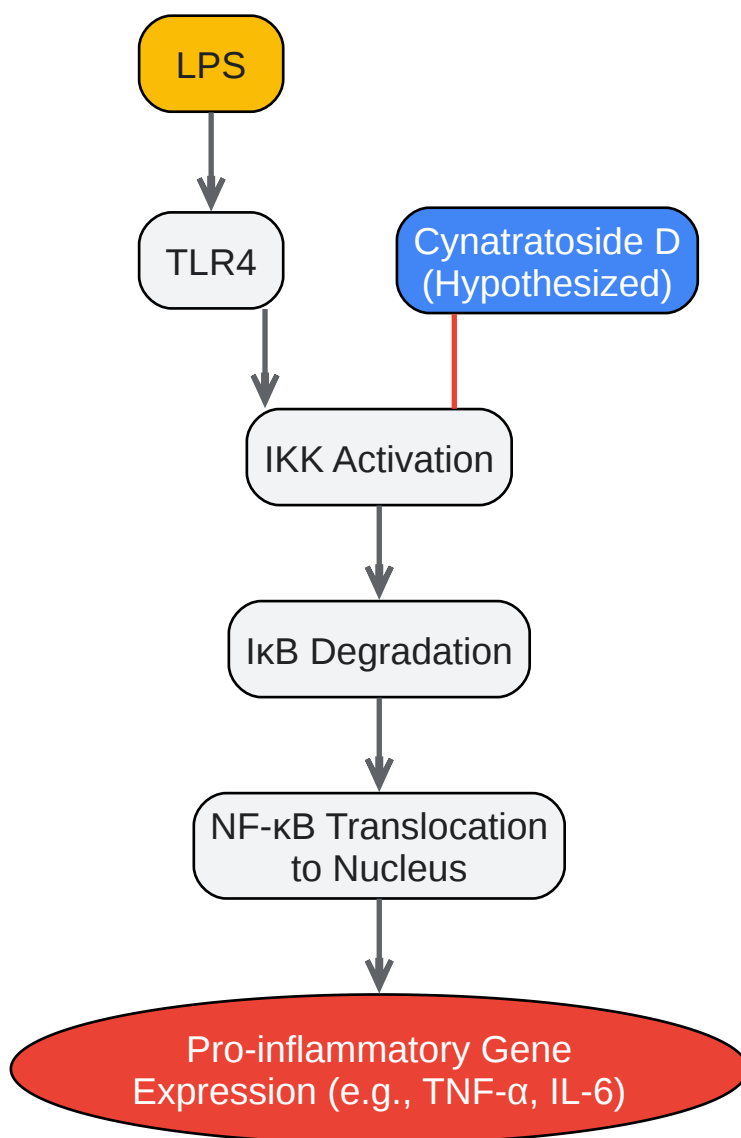 LPS
TLR4
Cynatratoside D
(Hypothesized)
IKK Activation
IκB Degradation
NF-κB Translocation
to Nucleus
Pro-inflammatory Gene
Expression (e.g., TNF-α, IL-6)